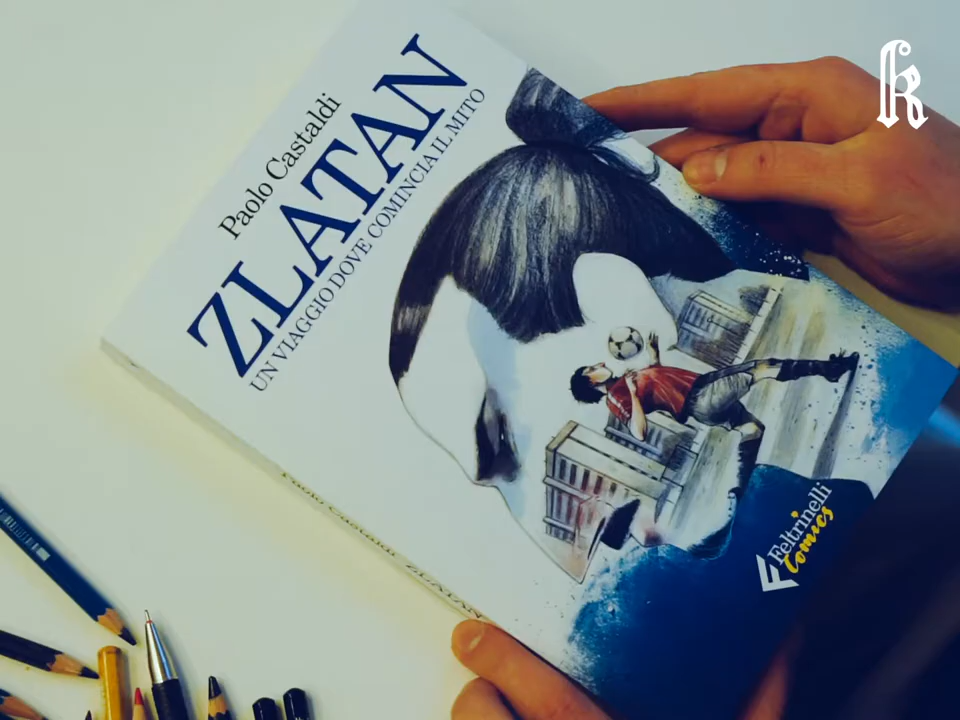 Paolo Castaldi
ZLATAN
UN VIAGGIO DOVE COMINCIA IL MITO
Feltrinelli
Comics
Paolo Castaldi ZLATAN
k